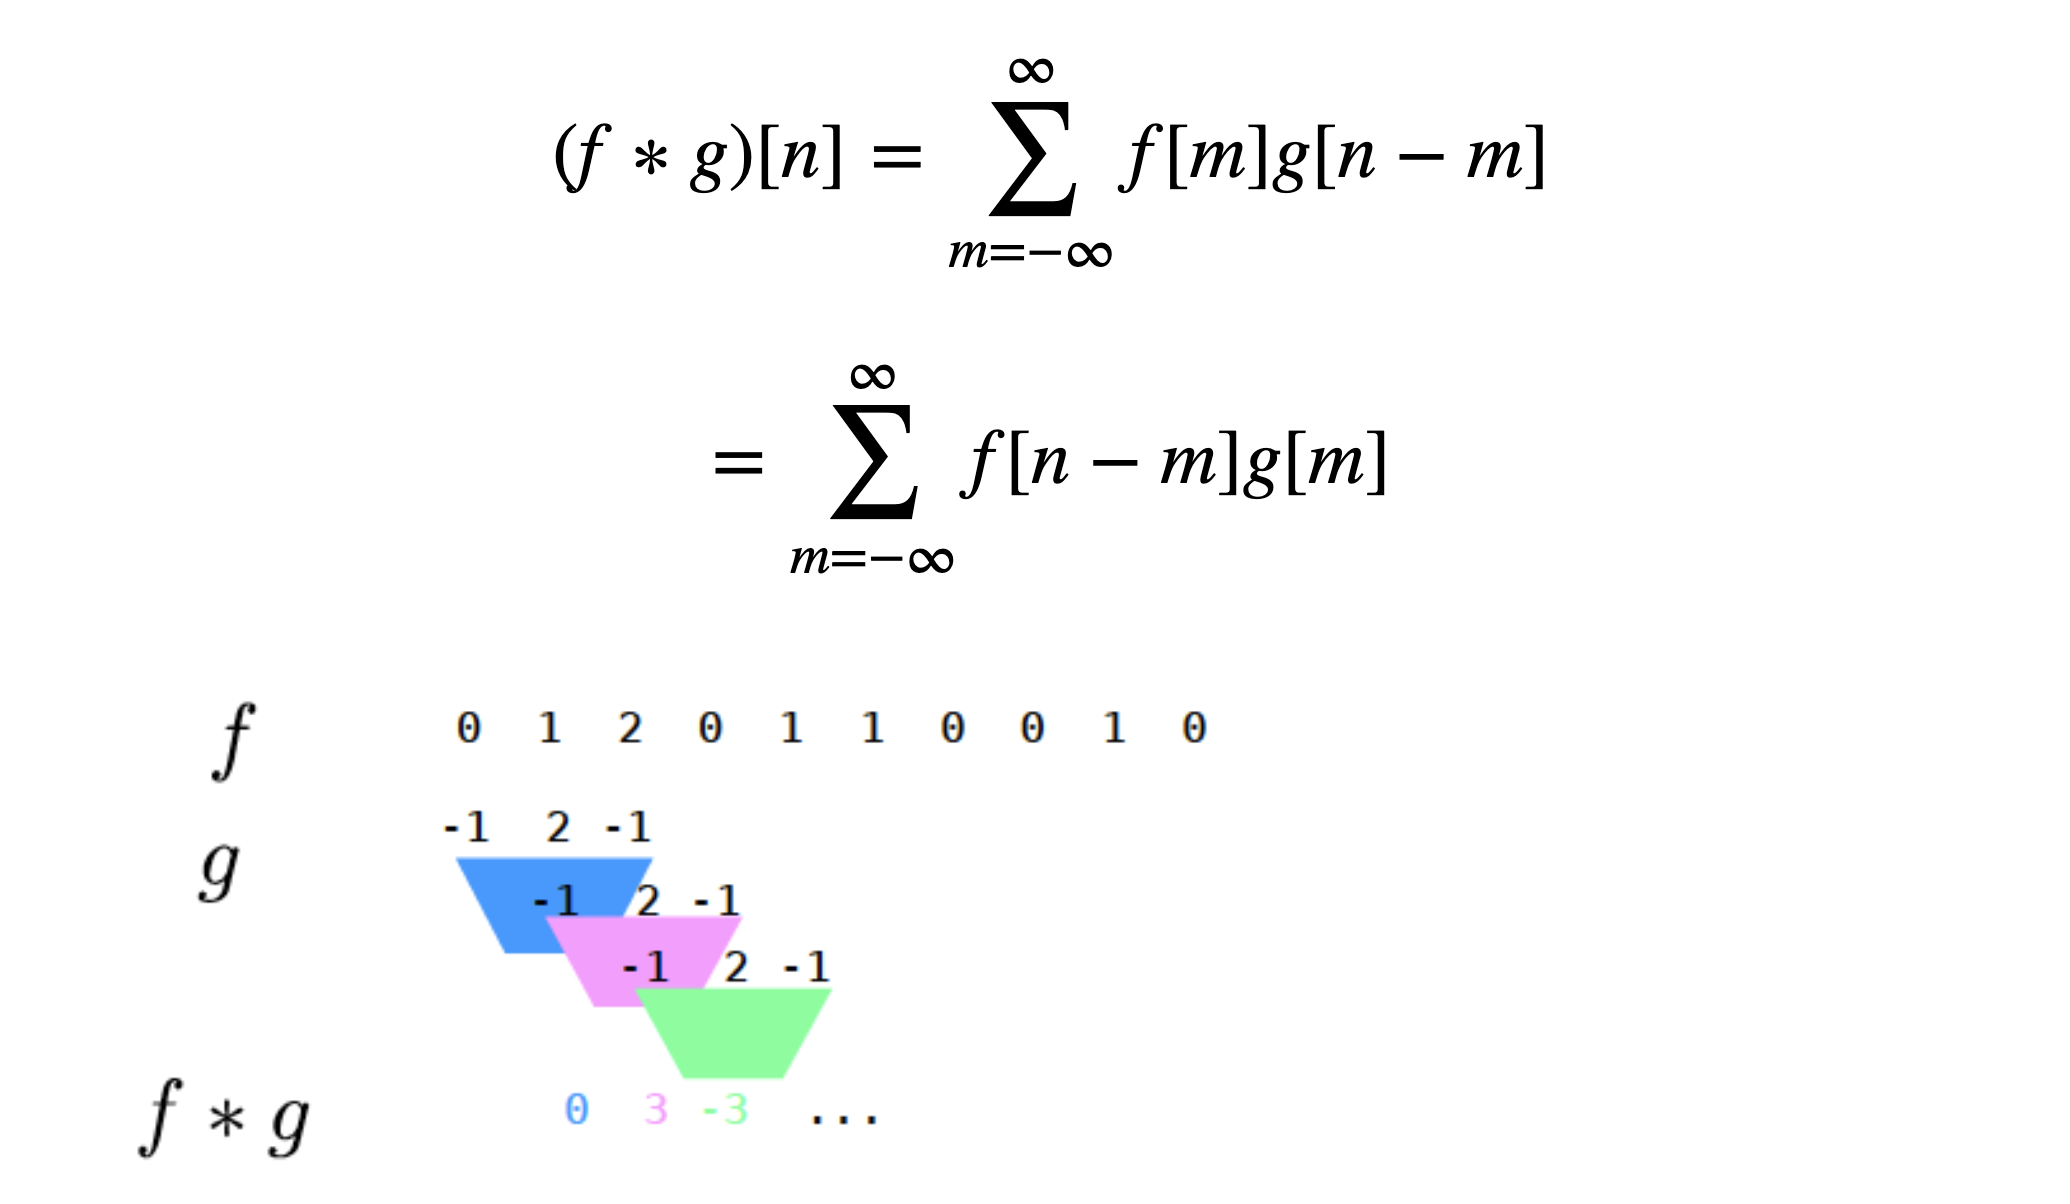 (f ∗ g)[n] = ∑_{m=−∞}^{∞} f[m]g[n − m]
= ∑_{m=−∞}^{∞} f[n − m]g[m]
f 0 1 2 0 1 1 0 0 1 0
g -1 2 -1
-1 2 -1
-1 2 -1
f ∗ g 0 3 -3 ...